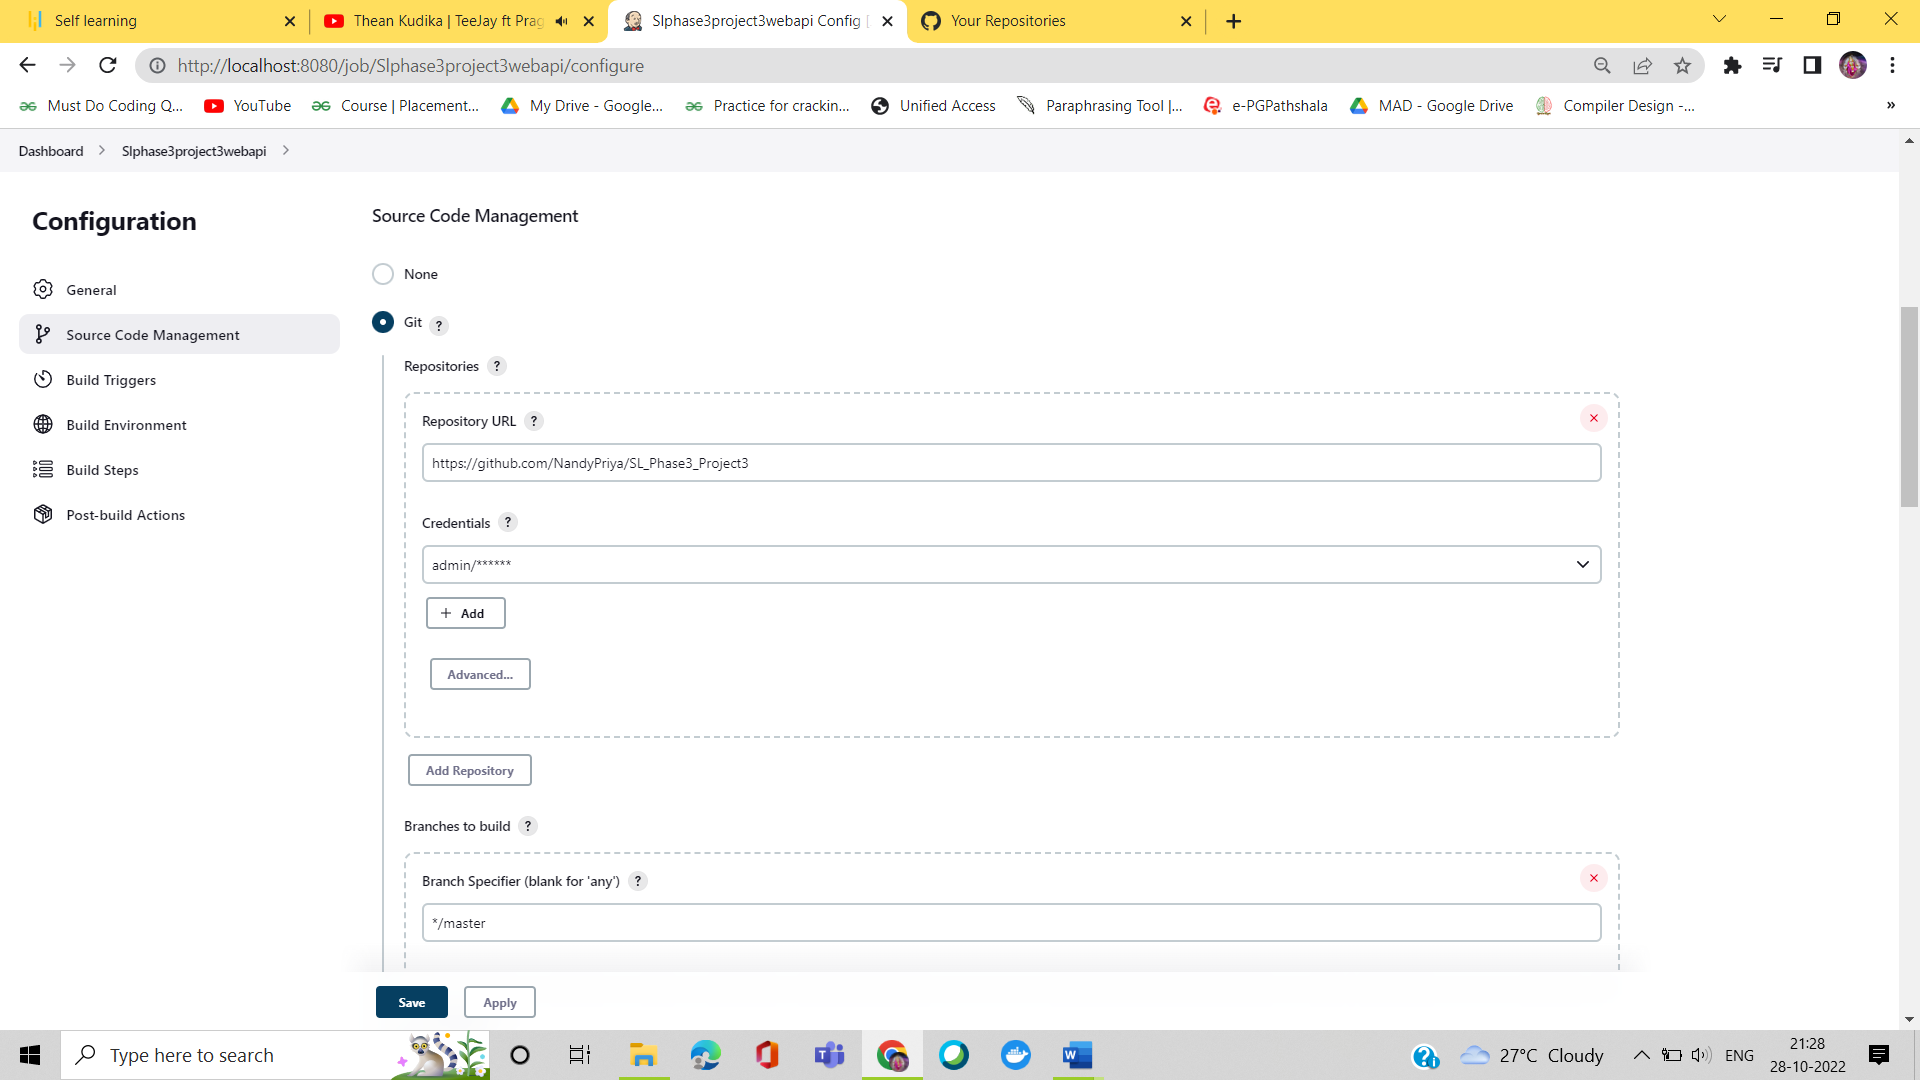 Self learning
Thean Kudika | TeeJay ft Prag
Slphase3project3webapi Config [
Your Repositories
http://localhost:8080/job/Slphase3project3webapi/configure
Must Do Coding Q...
YouTube
Course | Placement...
My Drive - Google...
Practice for crackin...
Unified Access
Paraphrasing Tool |...
e-PGPathshala
MAD - Google Drive
Compiler Design -...
»
Dashboard > Slphase3project3webapi >
Configuration
General
Source Code Management
Build Triggers
Build Environment
Build Steps
Post-build Actions
Source Code Management
None
Git ?
Repositories ?
Repository URL ?
https://github.com/NandyPriya/SL_Phase3_Project3
Credentials ?
admin/******
+ Add
Advanced...
Add Repository
Branches to build ?
Branch Specifier (blank for 'any') ?
*/master
Save
Apply
Type here to search
27°C Cloudy
ENG
21:28
28-10-2022